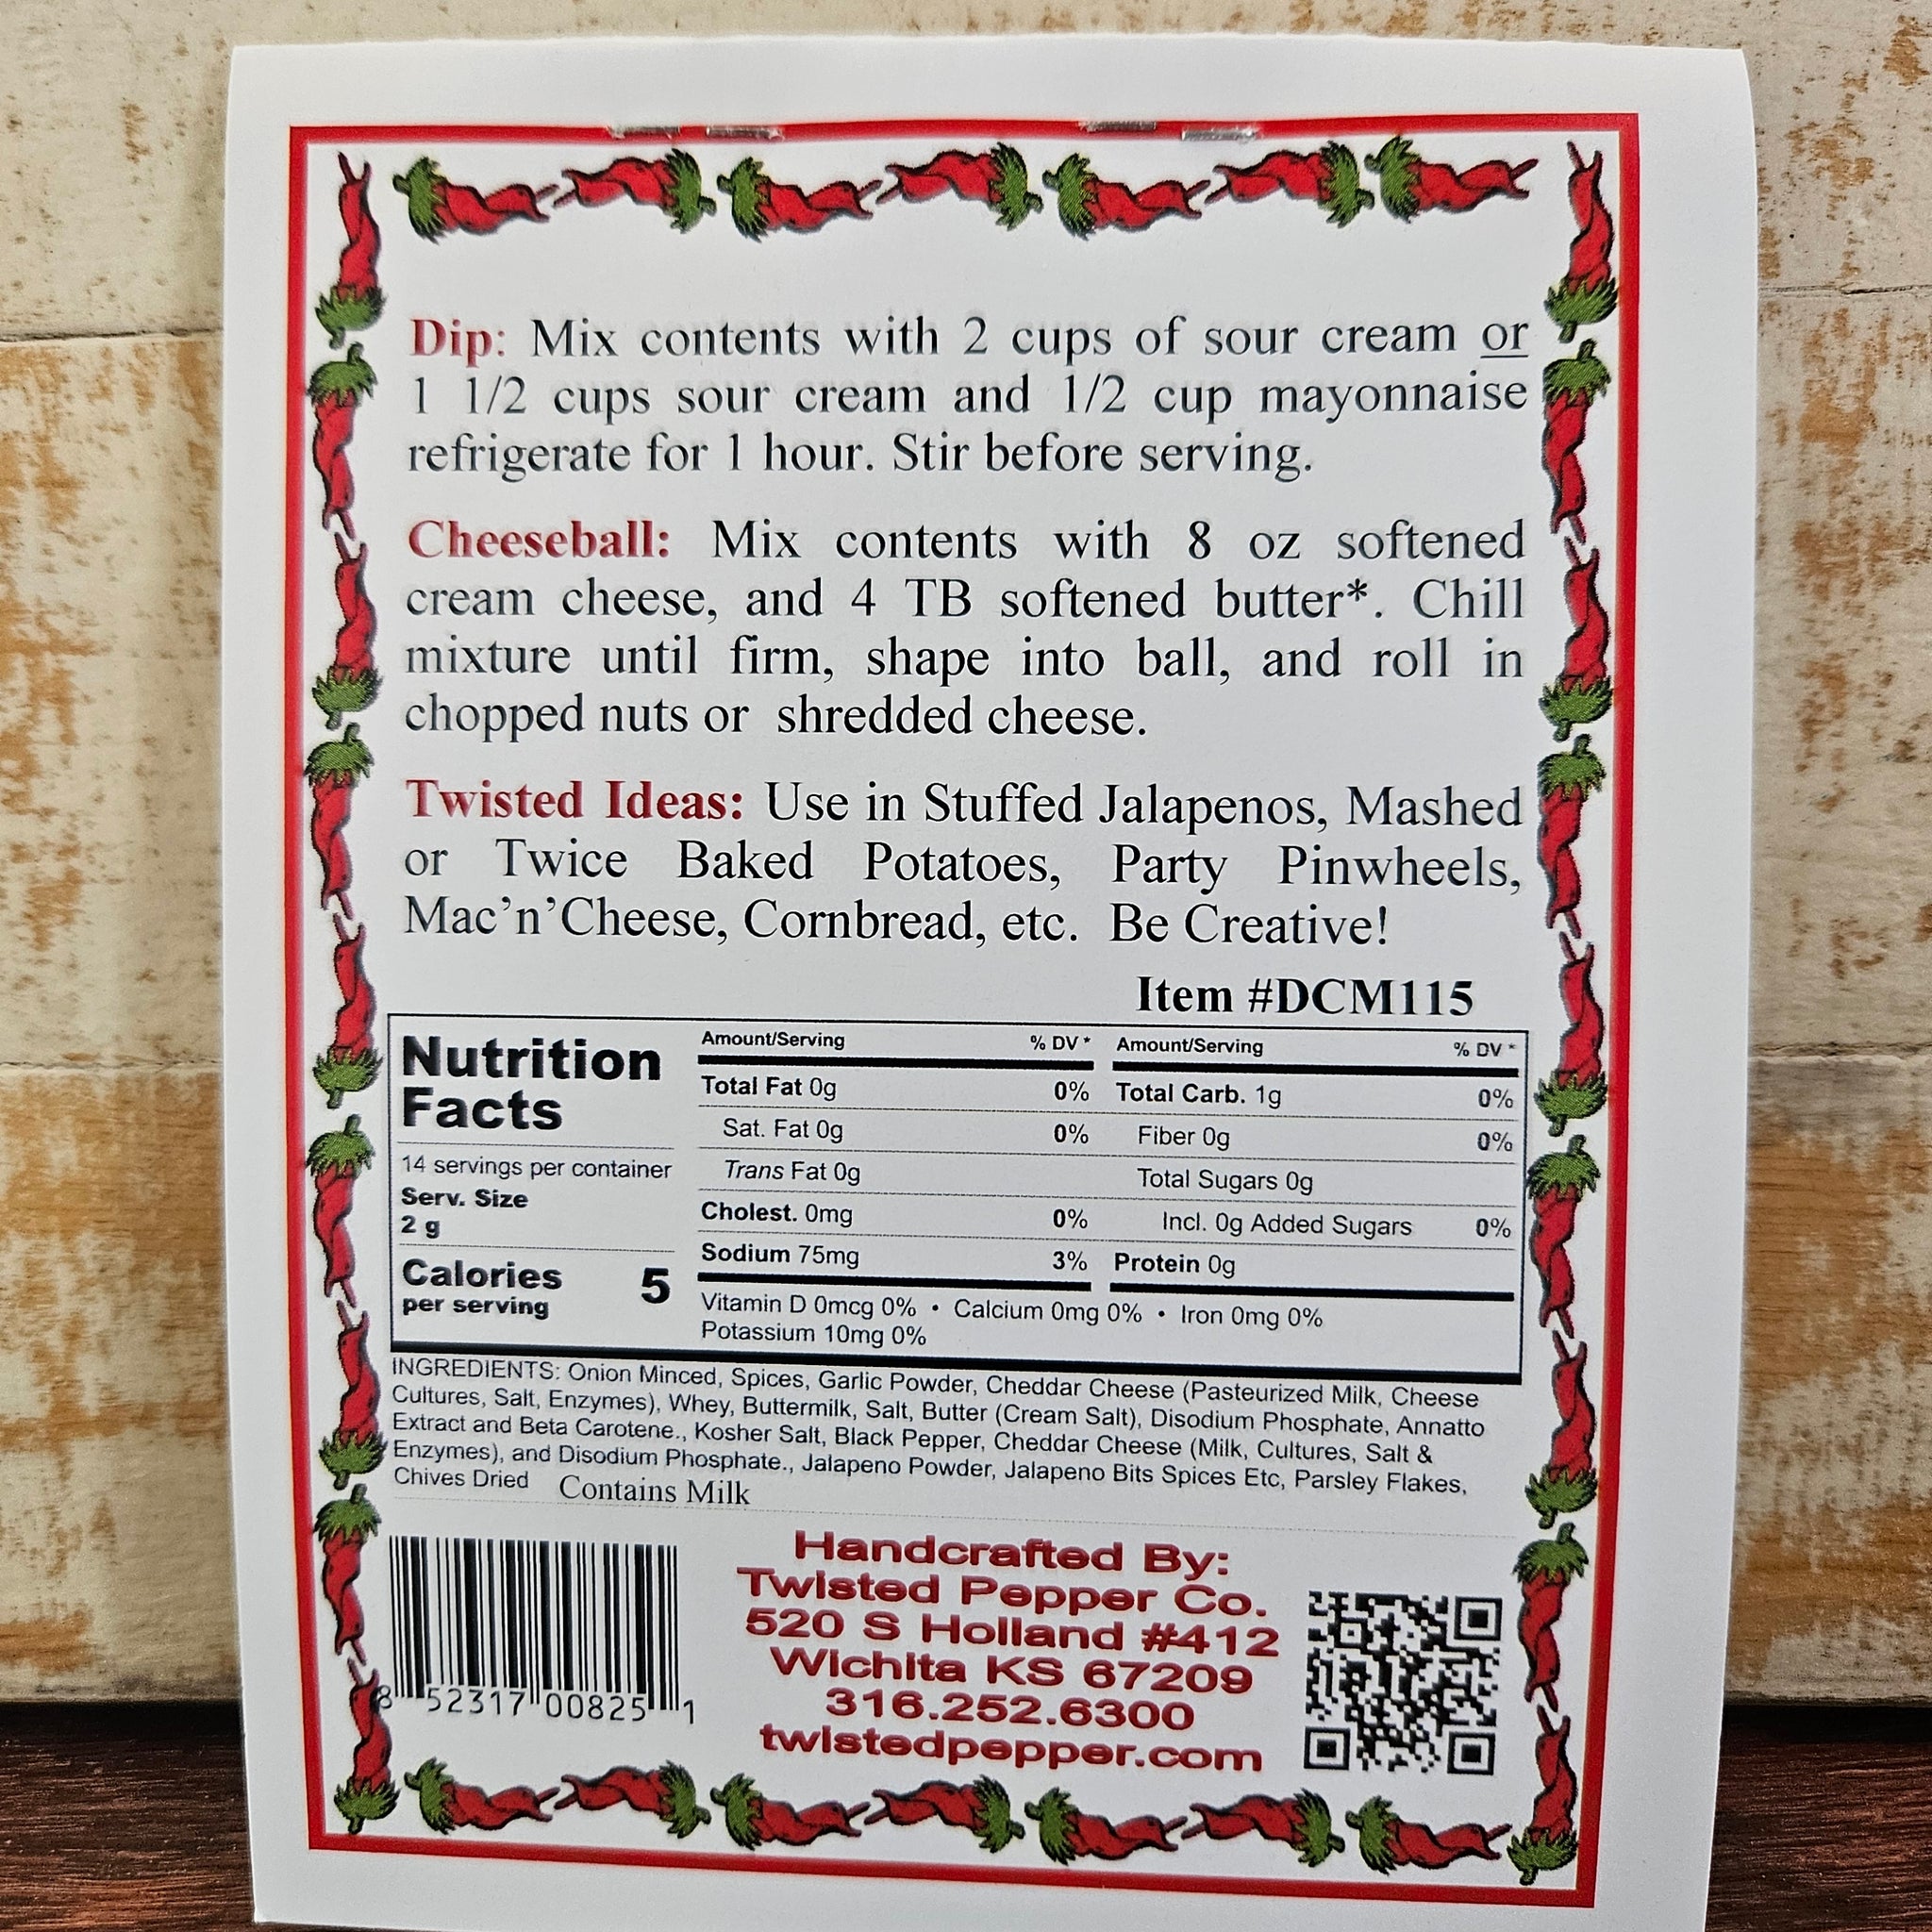 Dip: Mix contents with 2 cups of sour cream or
1 1/2 cups sour cream and 1/2 cup mayonnaise
refrigerate for 1 hour. Stir before serving.
Cheeseball: Mix contents with 8 oz softened
cream cheese, and 4 TB softened butter*. Chill
mixture until firm, shape into ball, and roll in
chopped nuts or shredded cheese.
Twisted Ideas: Use in Stuffed Jalapenos, Mashed
or Twice Baked Potatoes, Party Pinwheels,
Mac'n'Cheese, Cornbread, etc. Be Creative!
Item #DCM115
Nutrition
Facts
14 servings per container
Serv. Size
2 g
Calories 5
per serving
Amount/Serving % DV *
Total Fat 0g 0%
Sat. Fat 0g 0%
Trans Fat 0g
Cholest. 0mg 0%
Sodium 75mg 3%
Amount/Serving % DV *
Total Carb. 1g 0%
Fiber 0g 0%
Total Sugars 0g
Incl. 0g Added Sugars 0%
Protein 0g
Vitamin D 0mcg 0% • Calcium 0mg 0% • Iron 0mg 0%
Potassium 10mg 0%
INGREDIENTS: Onion Minced, Spices, Garlic Powder, Cheddar Cheese (Pasteurized Milk, Cheese
Cultures, Salt, Enzymes), Whey, Buttermilk, Salt, Butter (Cream Salt), Disodium Phosphate, Annatto
Extract and Beta Carotene., Kosher Salt, Black Pepper, Cheddar Cheese (Milk, Cultures, Salt &
Enzymes), and Disodium Phosphate., Jalapeno Powder, Jalapeno Bits Spices Etc, Parsley Flakes,
Chives Dried Contains Milk
8 52317 00825 1
Handcrafted By:
Twisted Pepper Co.
520 S Holland #412
Wichita KS 67209
316.252.6300
twistedpepper.com